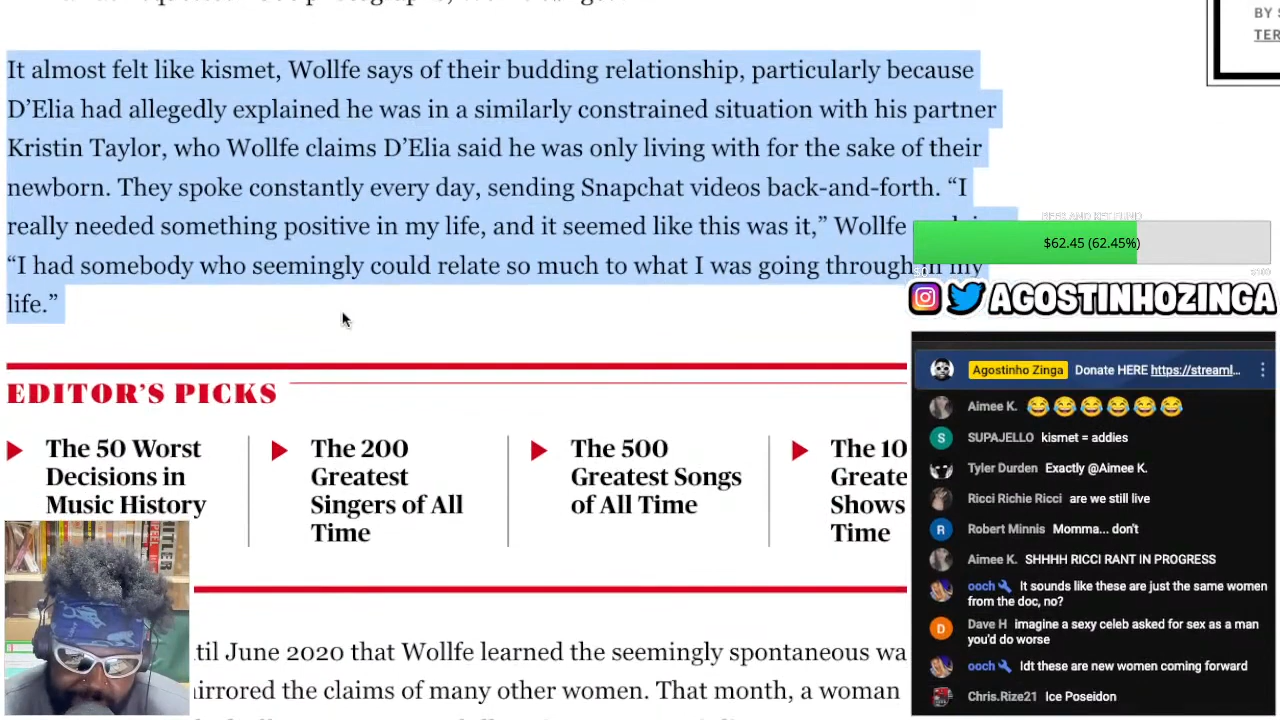 BY
TER
It almost felt like kismet, Wollfe says of their budding relationship, particularly because
D’Elia had allegedly explained he was in a similarly constrained situation with his partner
Kristin Taylor, who Wollfe claims D’Elia said he was only living with for the sake of their
newborn. They spoke constantly every day, sending Snapchat videos back-and-forth. “I
really needed something positive in my life, and it seemed like this was it,” Wollfe
“I had somebody who seemingly could relate so much to what I was going through in my
life.”
$62.45 (62.45%)
AGOSTINHOZINGA
EDITOR’S PICKS
The 50 Worst
Decisions in
Music History
The 200
Greatest
Singers of All
Time
The 500
Greatest Songs
of All Time
The 10
Greate
Shows
Time
Agostinho Zinga Donate HERE https://streaml...
Aimee K. 😂😂😂😂😂😂
SUPAJELLO kismet = addies
Tyler Durden Exactly @Aimee K.
Ricci Richie Ricci are we still live
Robert Minnis Momma... don't
Aimee K. SHHHH RICCI RANT IN PROGRESS
ooch It sounds like these are just the same women
from the doc, no?
Dave H imagine a sexy celeb asked for sex as a man
you'd do worse
ooch Idt these are new women coming forward
Chris.Rize21 Ice Poseidon
til June 2020 that Wollfe learned the seemingly spontaneous wa
irrored the claims of many other women. That month, a woman